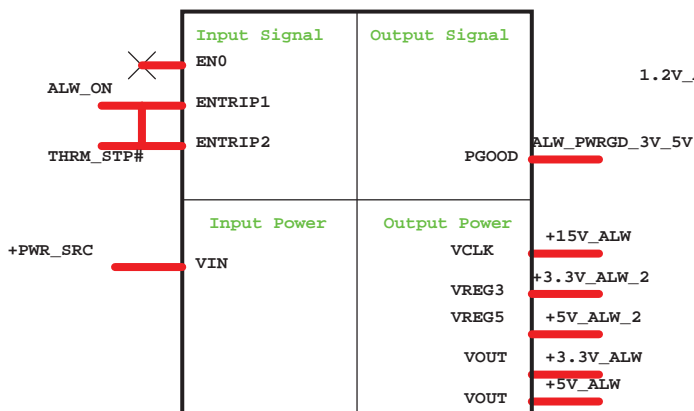 Input Signal Output Signal
EN0
1.2V_A
ALW_ON
ENTRIP1
ENTRIP2
ALW_PWRGD_3V_5V
THRM_STP#
PGOOD
Input Power Output Power
+PWR_SRC
VIN
VCLK +15V_ALW
VREG3 +3.3V_ALW_2
VREG5 +5V_ALW_2
VOUT +3.3V_ALW
VOUT +5V_ALW